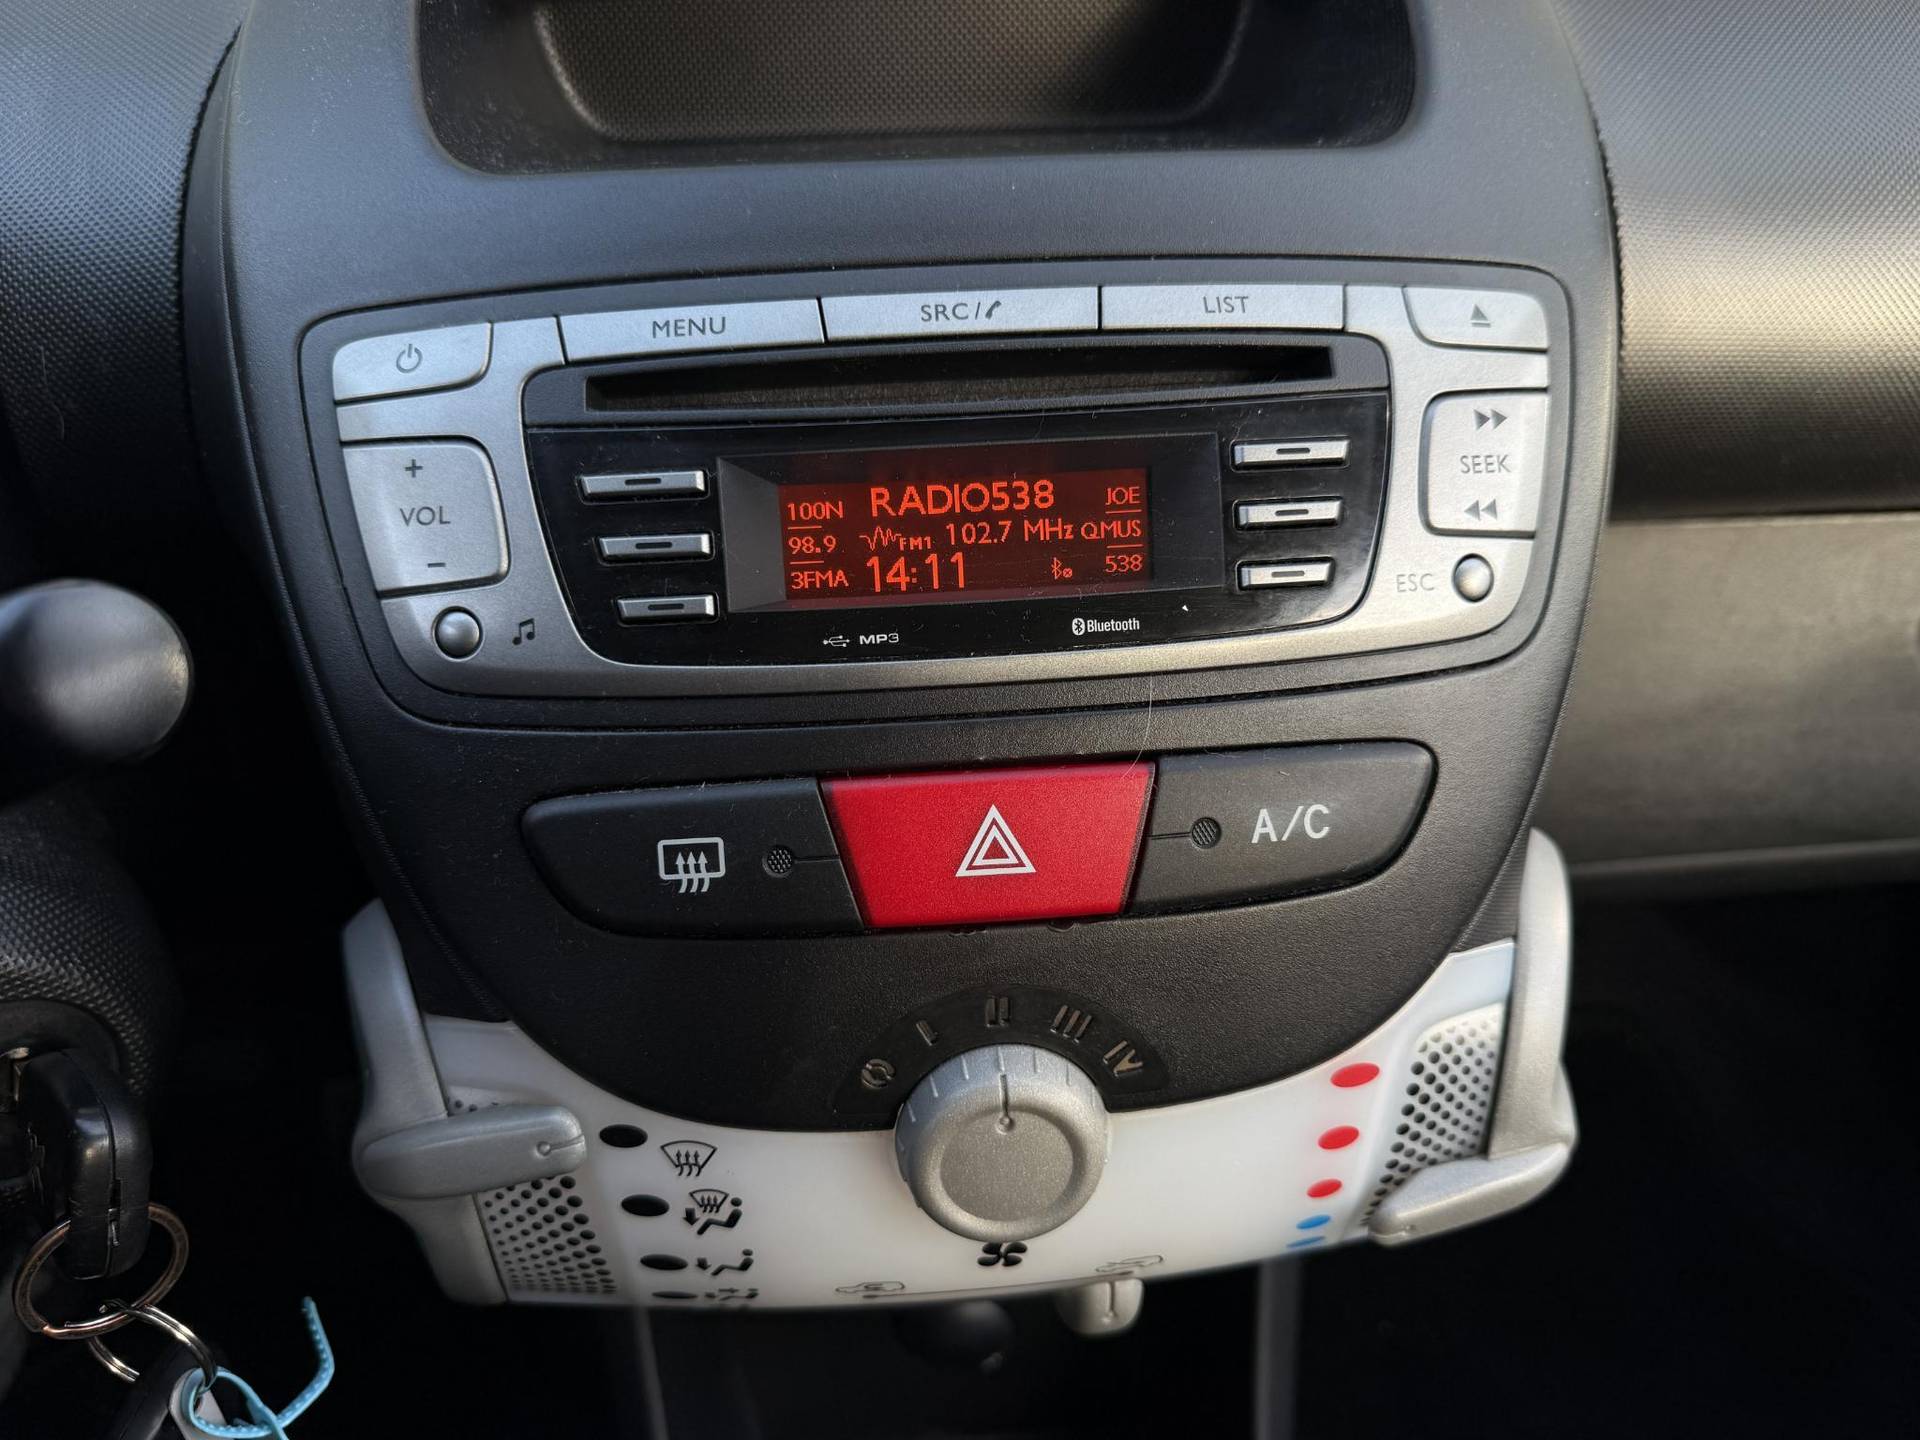 MENU
SRC/
LIST
VOL
SEEK
ESC
100N RADIO538 JOE
98.9 FM1 102.7 MHz QMUS
3FMA 14:11 538
MP3
Bluetooth
A/C
0 I II III IV